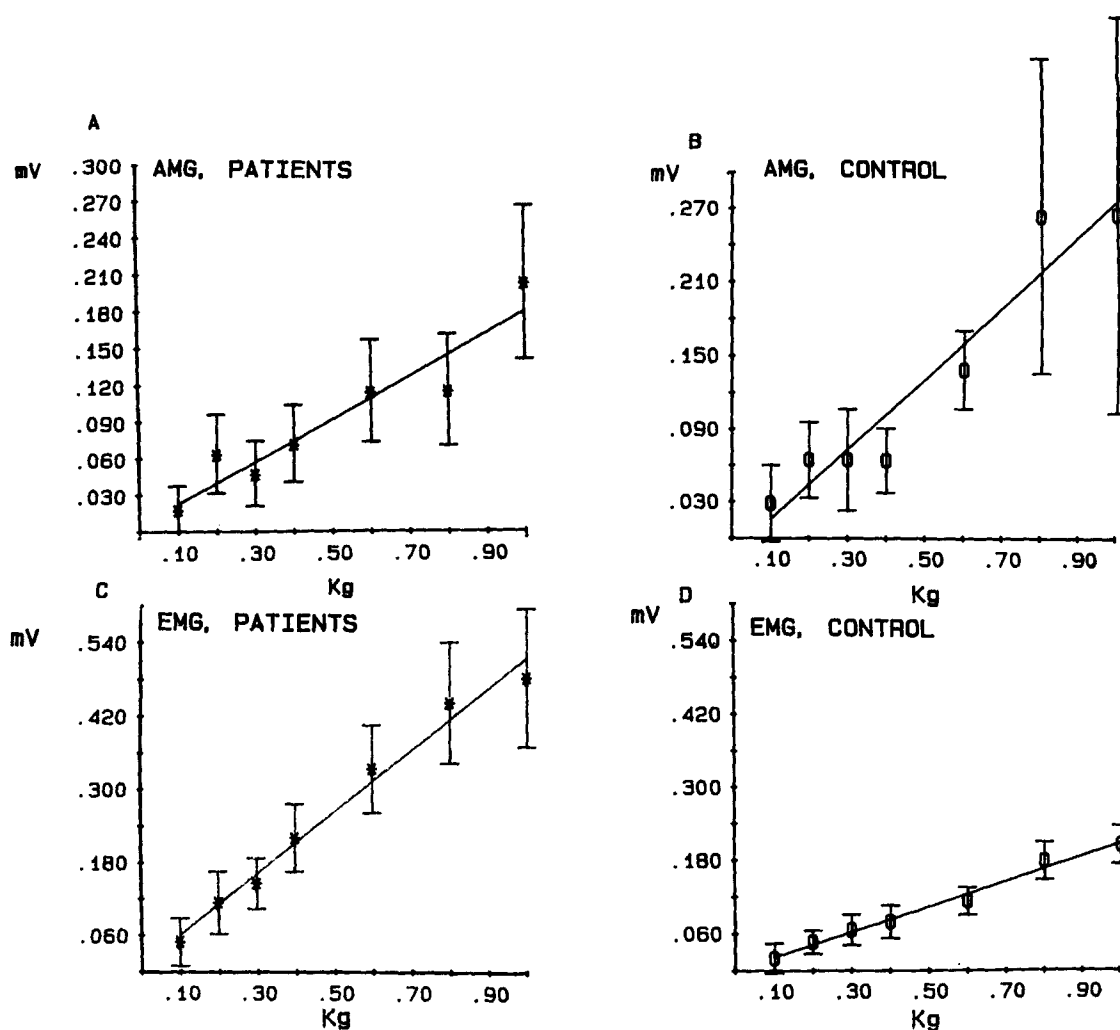 A
mV
AMG, PATIENTS
.300
.270
.240
.210
.180
.150
.120
.090
.060
.030
.10 .30 .50 .70 .90
Kg
B
mV
AMG, CONTROL
.270
.210
.150
.090
.030
.10 .30 .50 .70 .90
Kg
C
mV
EMG, PATIENTS
.540
.420
.300
.180
.060
.10 .30 .50 .70 .90
Kg
D
mV
EMG, CONTROL
.540
.420
.300
.180
.060
.10 .30 .50 .70 .90
Kg